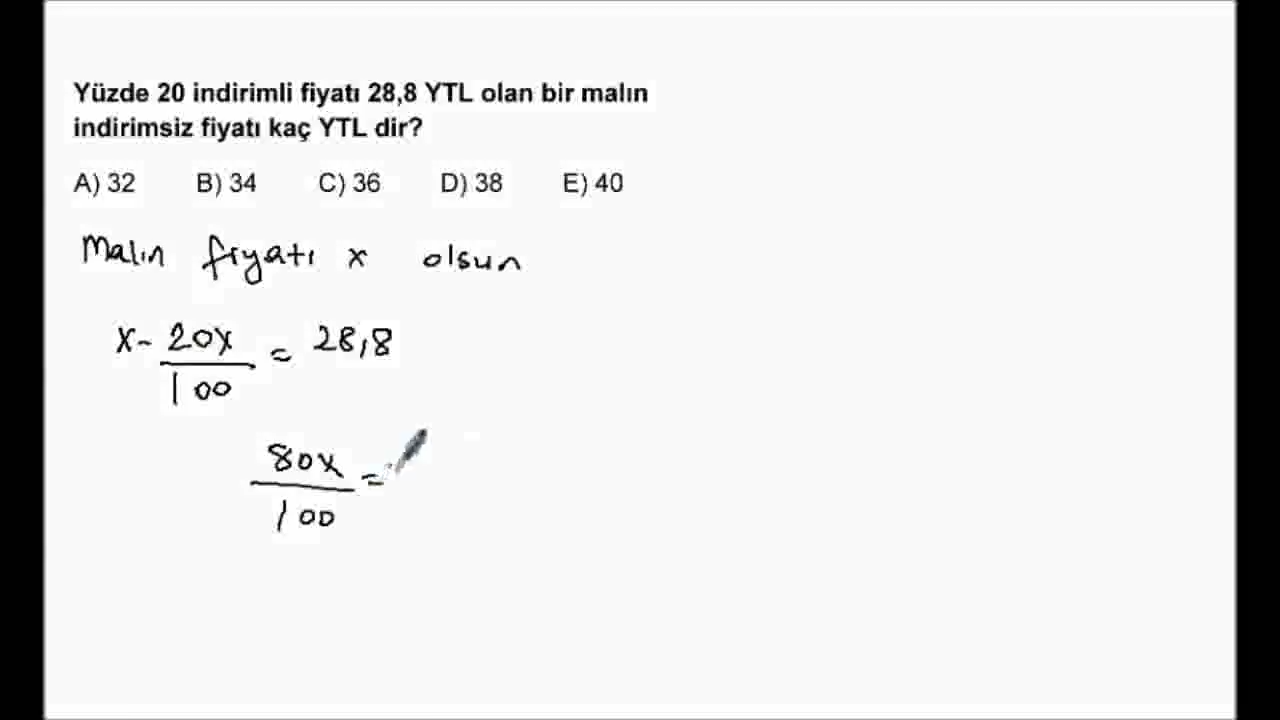 Yüzde 20 indirimli fiyatı 28,8 YTL olan bir malın
indirimsiz fiyatı kaç YTL dir?
A) 32 B) 34 C) 36 D) 38 E) 40
Malın fiyatı x olsun
x - 20x / 100 = 28,8
80x / 100 =